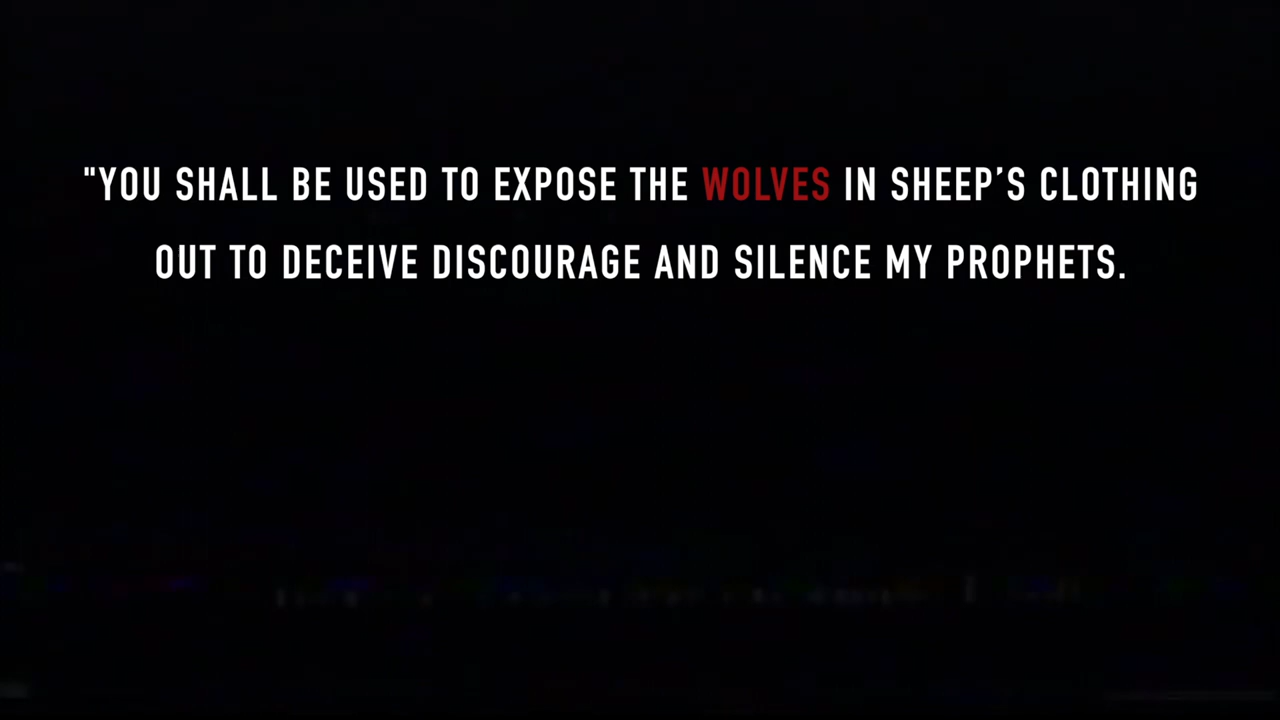 "YOU SHALL BE USED TO EXPOSE THE WOLVES IN SHEEP’S CLOTHING
OUT TO DECEIVE DISCOURAGE AND SILENCE MY PROPHETS.